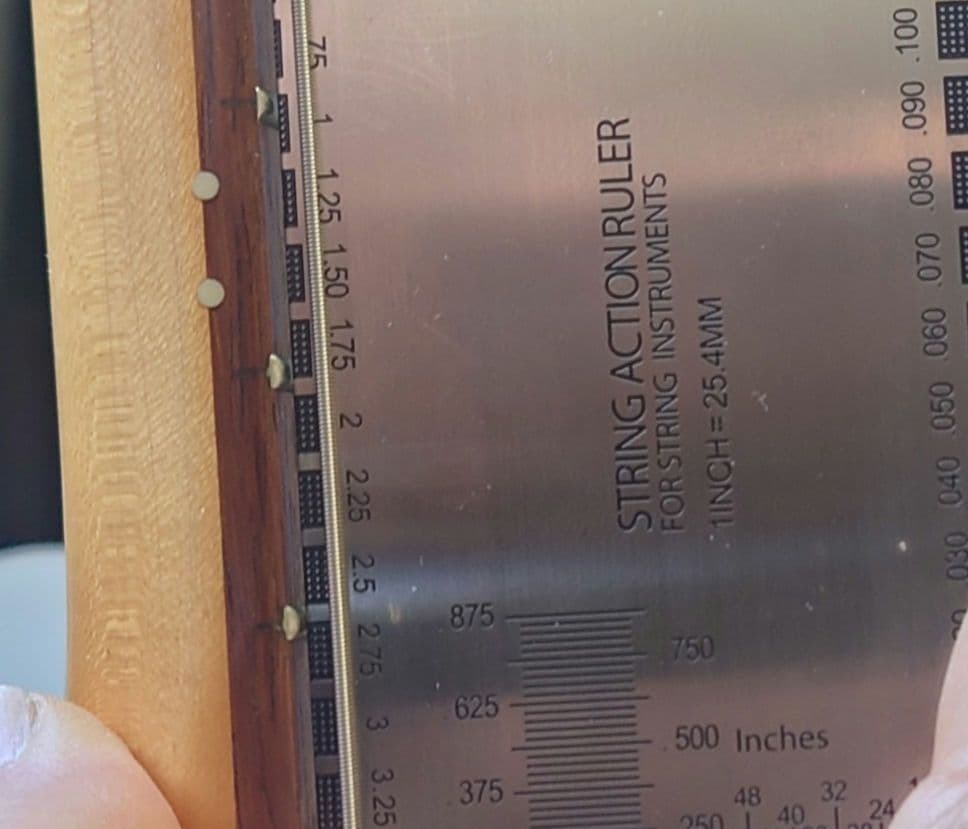 .75 1 1.25 1.50 1.75 2 2.25 2.5 2.75 3 3.25
STRING ACTION RULER
FOR STRING INSTRUMENTS
1INCH = 25.4MM
.030 .040 .050 .060 .070 .080 .090 .100
875
750
625
.500 Inches
.375
250
48
40
32
24